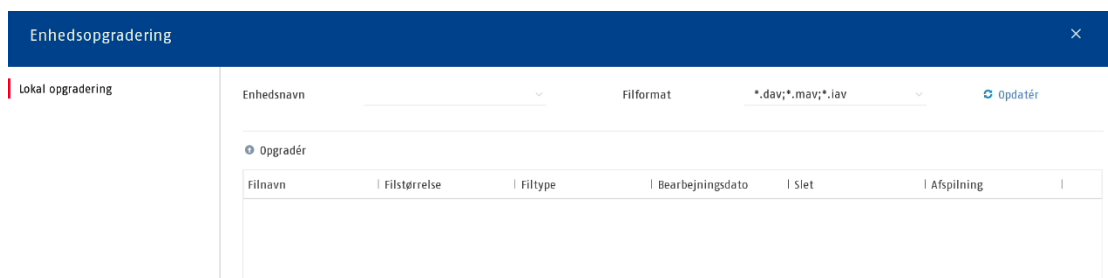 Enhedsopgradering
Lokal opgradering
Enhedsnavn Filformat *.dav;*.mav;*.iav Opdatér
Opgradér
Filnavn Filstørrelse Filtype Bearbejningsdato Slet Afspilning